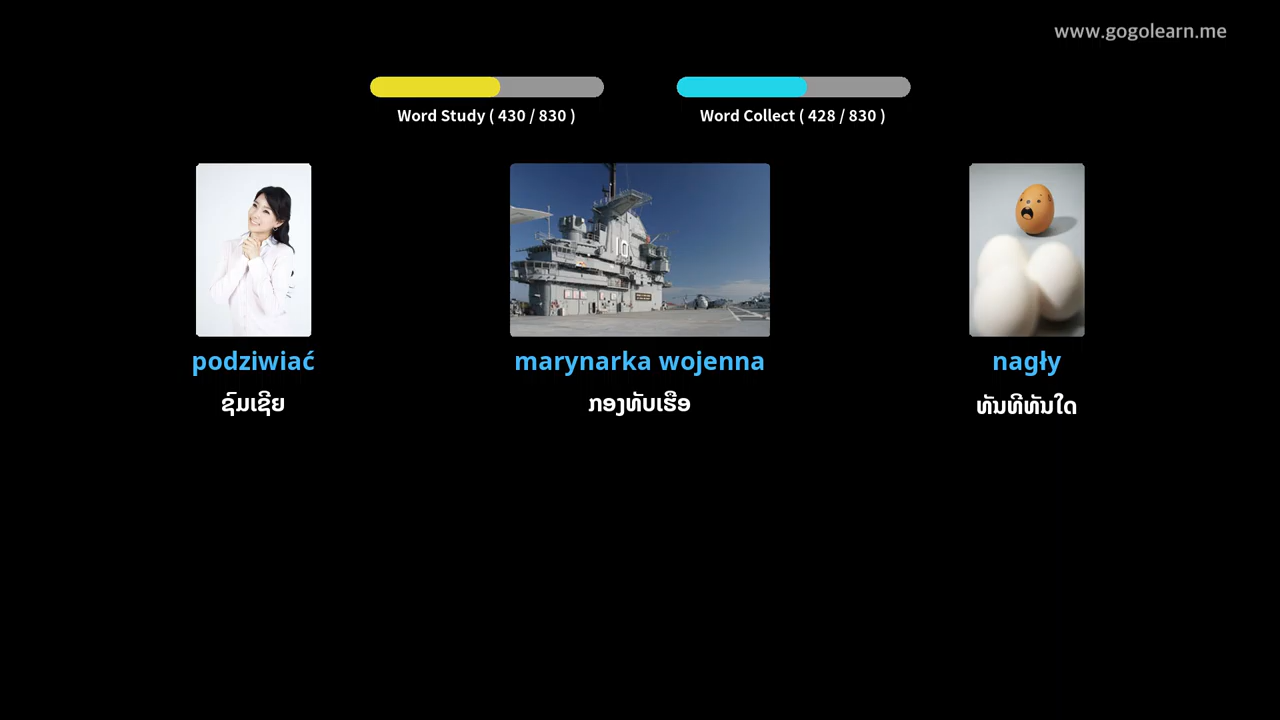 www.gogolearn.me
Word Study ( 430 / 830 )
Word Collect ( 428 / 830 )
podziwiać
marynarka wojenna
nagły
ຊົມເຊີຍ
ກອງທັບເຮືອ
ທັນທີທັນໃດ